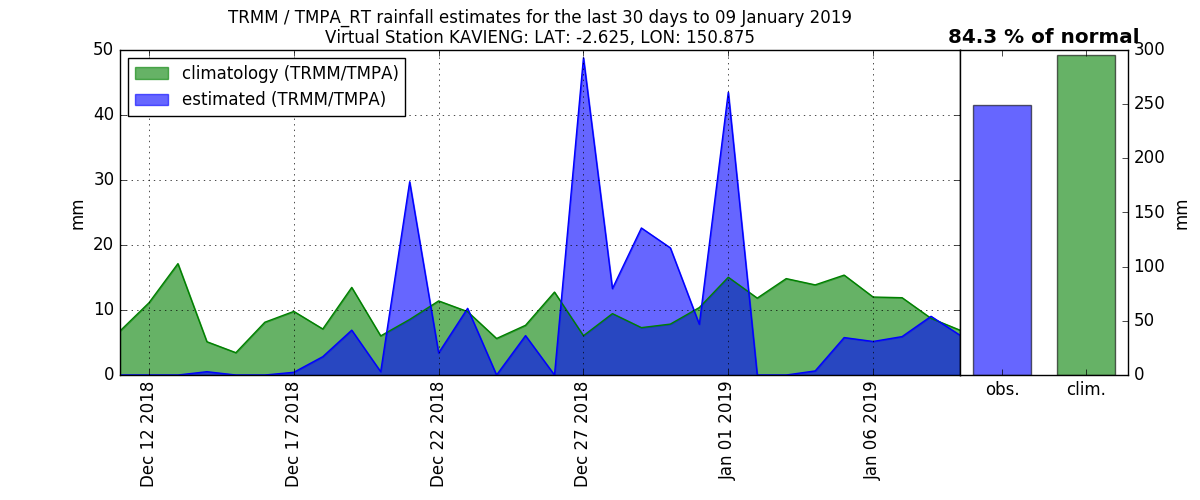 TRMM / TMPA_RT rainfall estimates for the last 30 days to 09 January 2019
Virtual Station KAVIENG: LAT: -2.625, LON: 150.875
84.3 % of normal
climatology (TRMM/TMPA)
estimated (TRMM/TMPA)
50
40
30
20
10
0
mm
Dec 12 2018
Dec 17 2018
Dec 22 2018
Dec 27 2018
Jan 01 2019
Jan 06 2019
300
250
200
150
100
50
0
mm
obs.
clim.